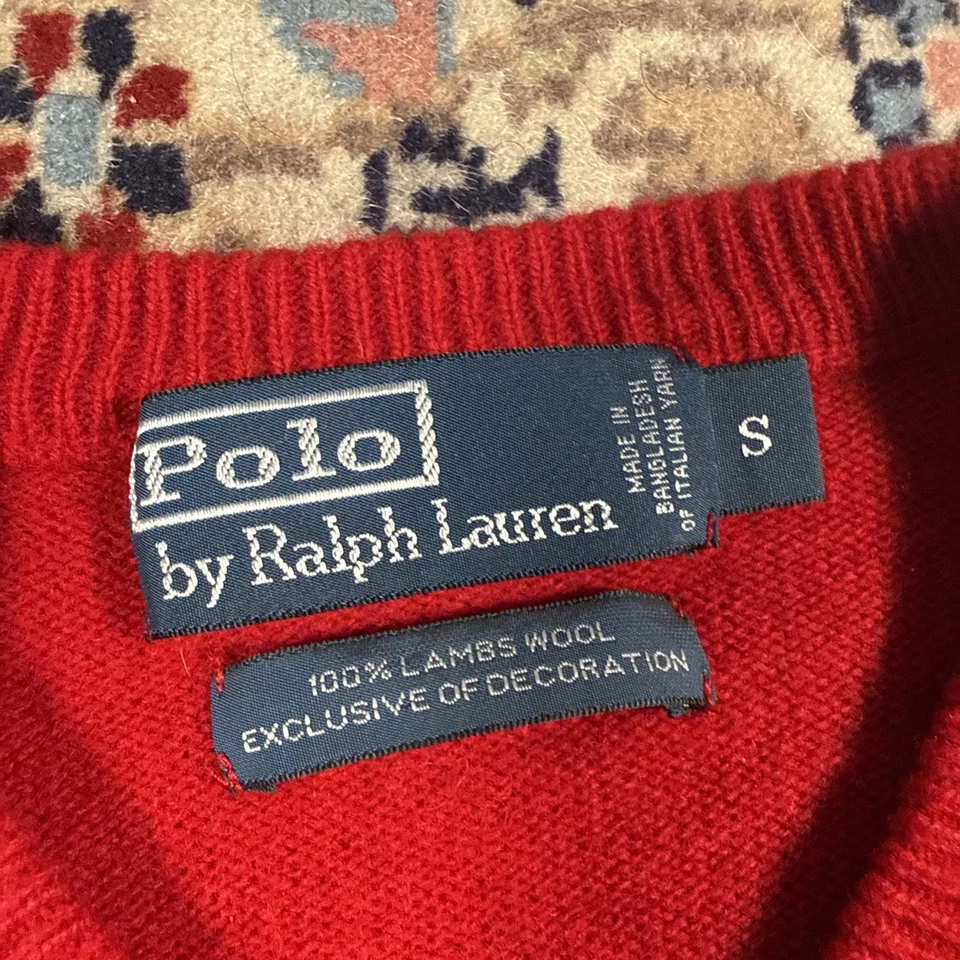 Polo
by Ralph Lauren
MADE IN
BANGLADESH
OF ITALIAN YARN
S
100% LAMBS WOOL
EXCLUSIVE OF DECORATION